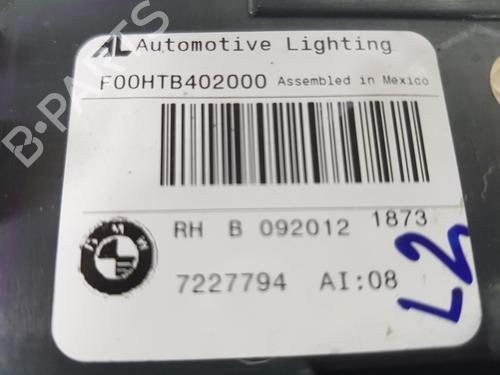 AL Automotive Lighting
F00HTB402000 Assembled in Mexico
RH B 092012 1873
BMW
7227794 AI:08
L2
B-PARTS